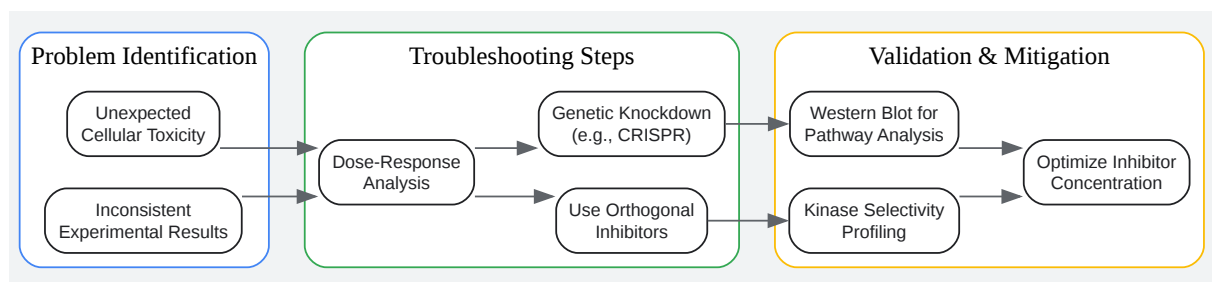 Problem Identification
Unexpected
Cellular Toxicity
Inconsistent
Experimental Results
Troubleshooting Steps
Dose-Response
Analysis
Genetic Knockdown
(e.g., CRISPR)
Use Orthogonal
Inhibitors
Validation & Mitigation
Western Blot for
Pathway Analysis
Kinase Selectivity
Profiling
Optimize Inhibitor
Concentration